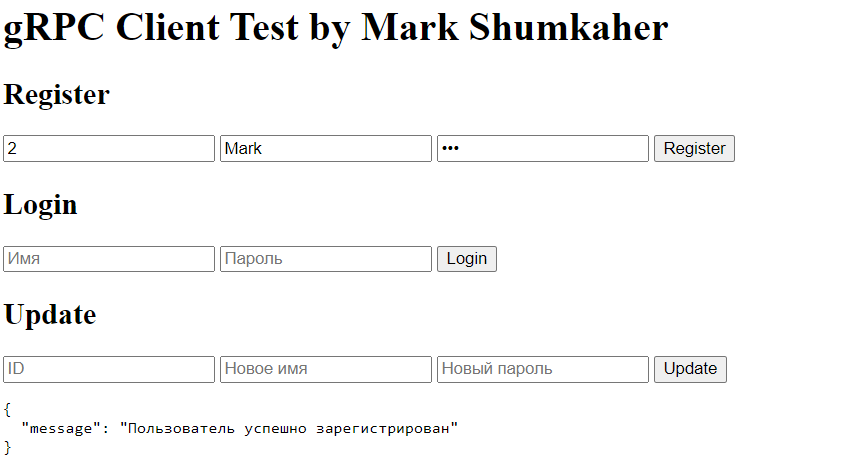 gRPC Client Test by Mark Shumkaher
Register
2 Mark ••• Register
Login
Имя Пароль Login
Update
ID Новое имя Новый пароль Update
{
"message": "Пользователь успешно зарегистрирован"
}